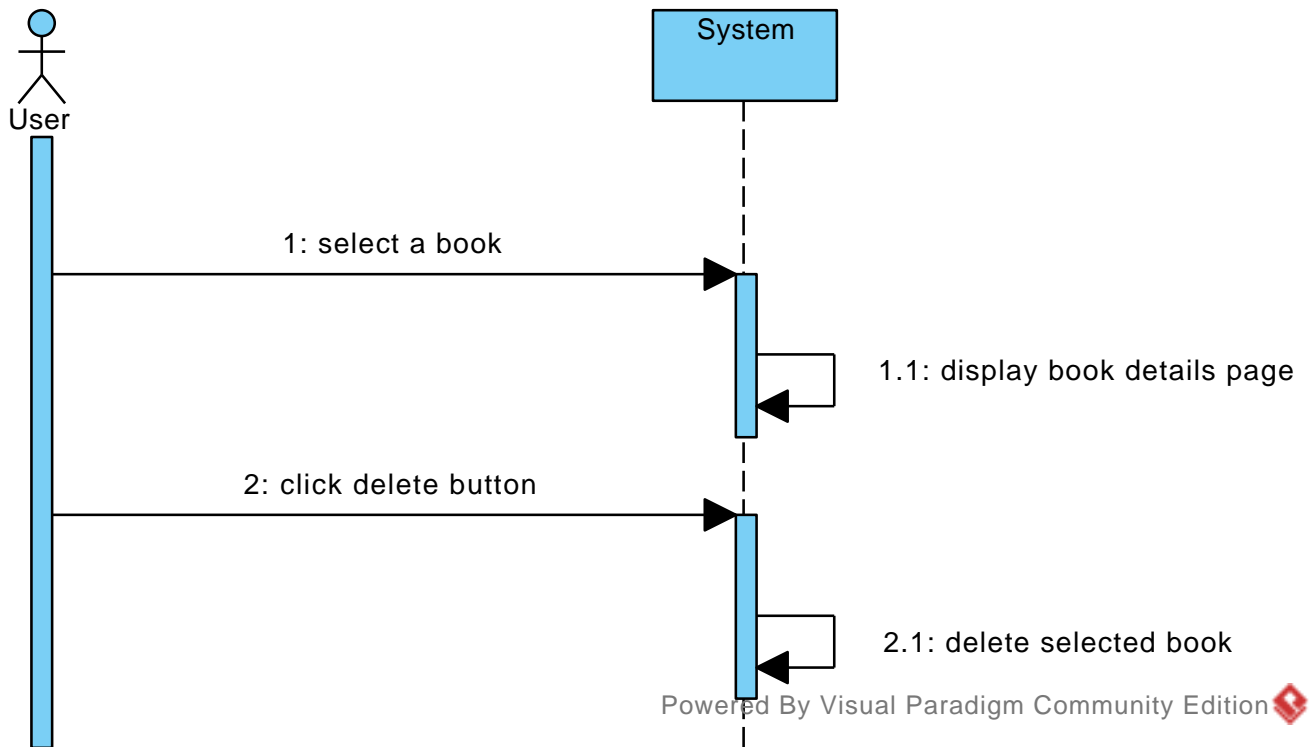 System
User
1: select a book
1.1: display book details page
2: click delete button
2.1: delete selected book
Powered By Visual Paradigm Community Edition